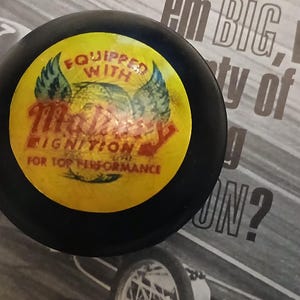 EQUIPPED
WITH
Mallory
IGNITION
FOR TOP PERFORMANCE
em BIG,
ty of
g
ON?